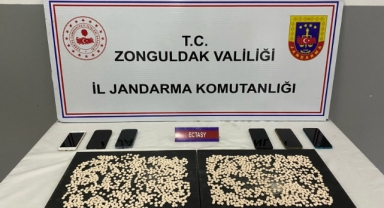 T.C.
ZONGULDAK VALİLİĞİ
İL JANDARMA KOMUTANLIĞI
ECTASY